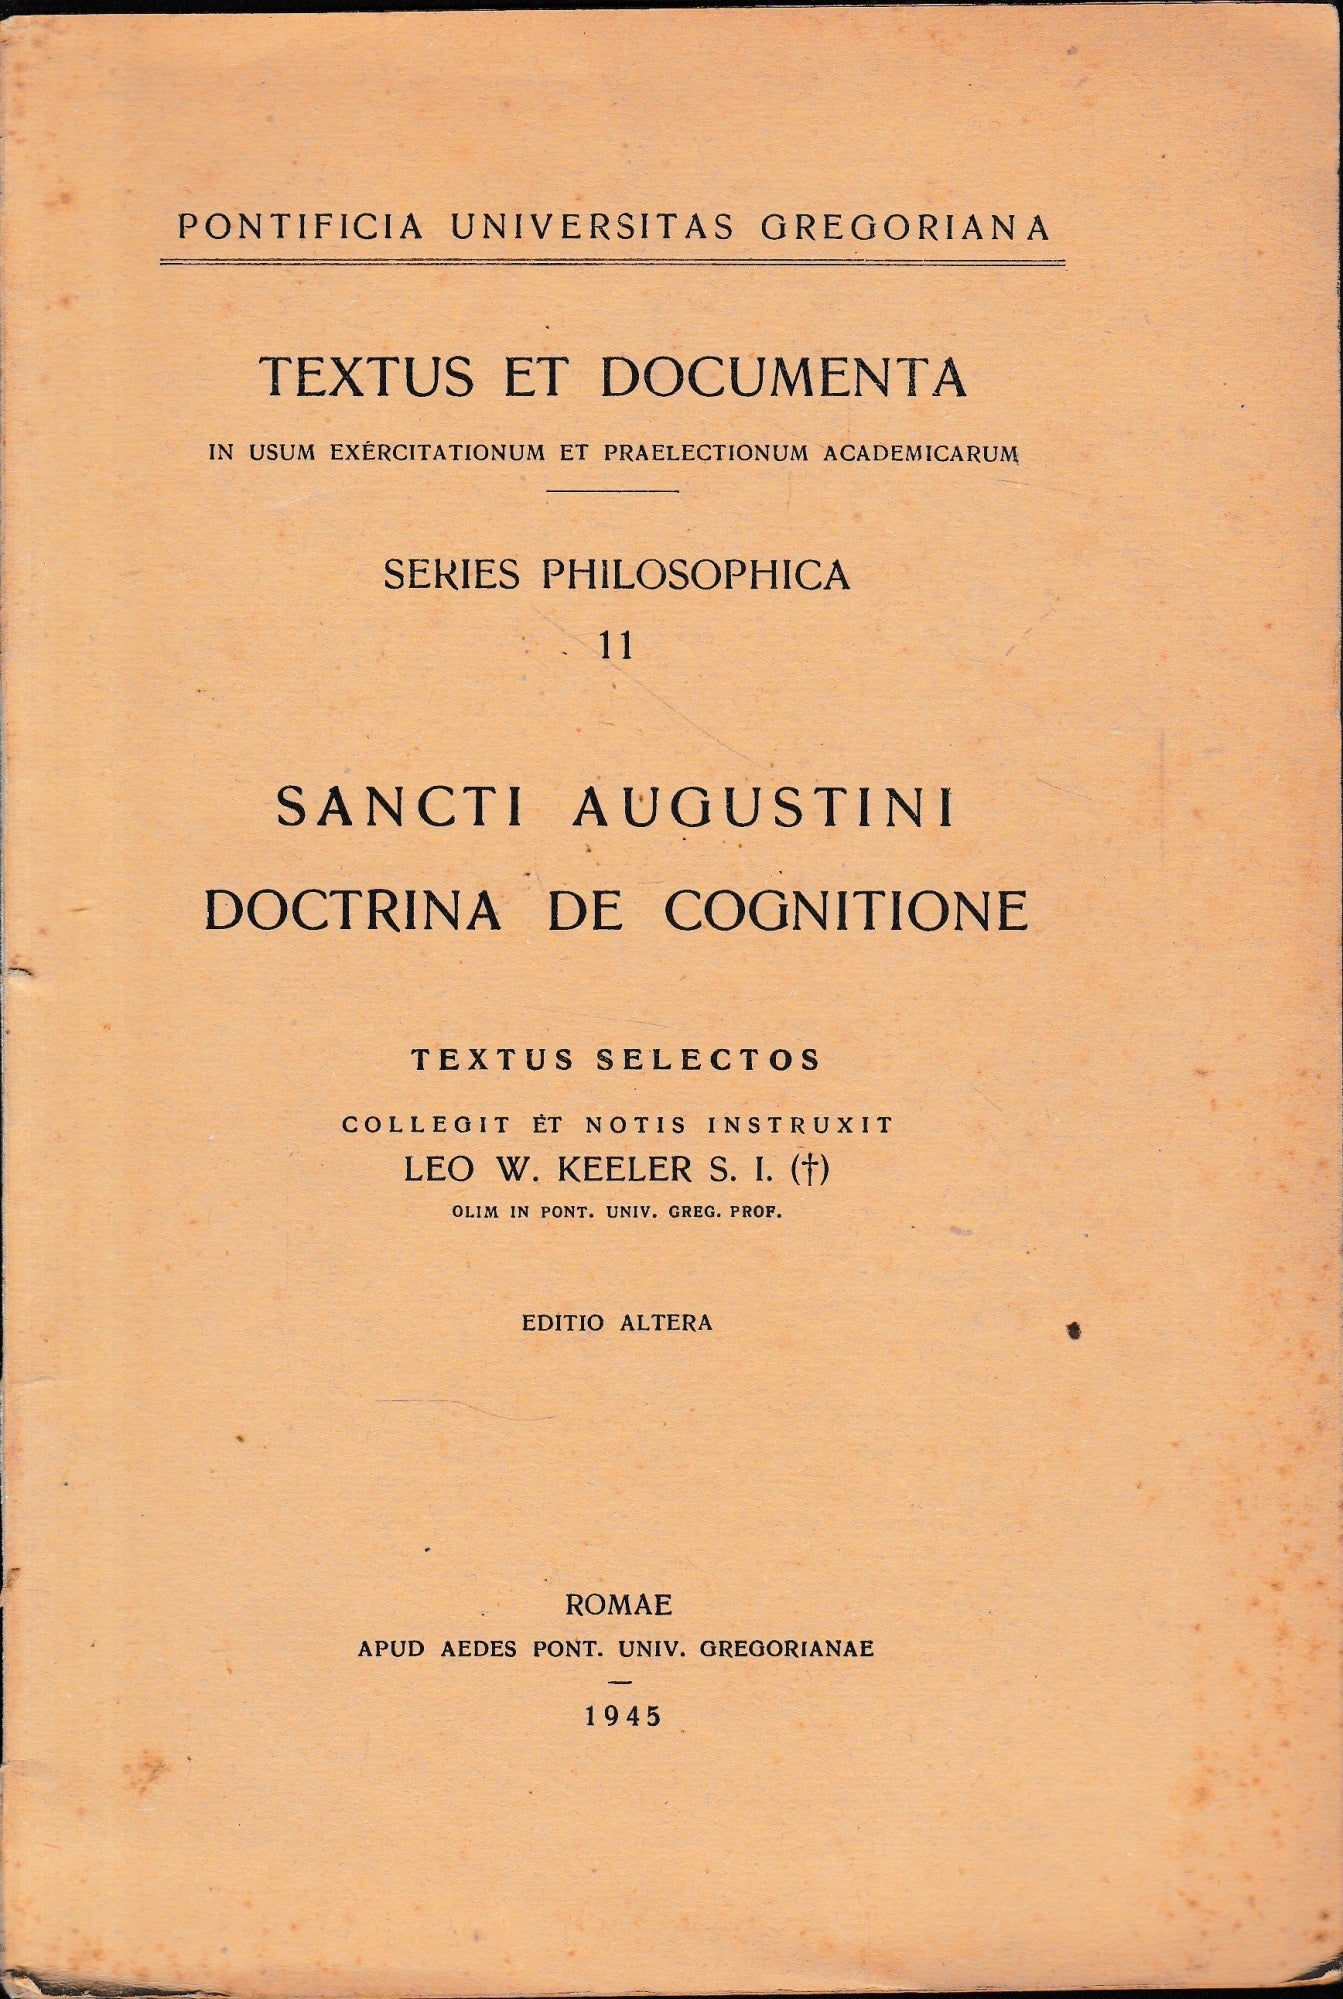 PONTIFICIA UNIVERSITAS GREGORIANA
TEXTUS ET DOCUMENTA
IN USUM EXERCITATIONUM ET PRAELECTIONUM ACADEMICARUM
SERIES PHILOSOPHICA
11
SANCTI AUGUSTINI
DOCTRINA DE COGNITIONE
TEXTUS SELECTOS
COLLEGIT ET NOTIS INSTRUXIT
LEO W. KEELER S. I. (†)
OLIM IN PONT. UNIV. GREG. PROF.
EDITIO ALTERA
ROMAE
APUD AEDES PONT. UNIV. GREGORIANAE
1945